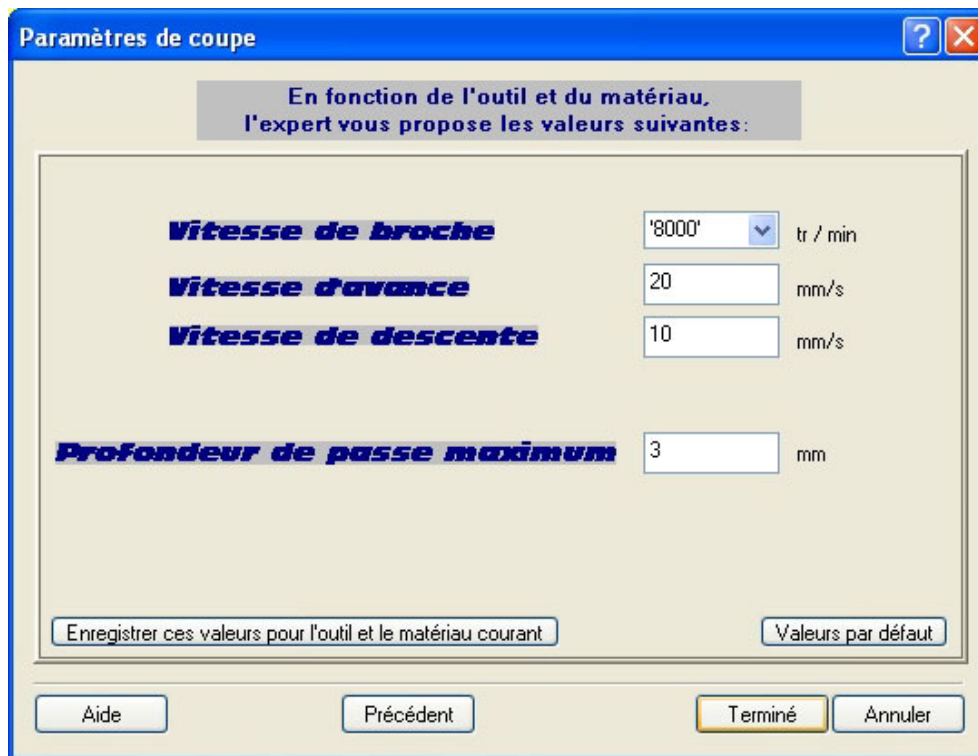 Paramètres de coupe
En fonction de l'outil et du matériau,
l'expert vous propose les valeurs suivantes:
Vitesse de broche '8000' tr / min
Vitesse d'avance 20 mm/s
Vitesse de descente 10 mm/s
Profondeur de passe maximum 3 mm
Enregistrer ces valeurs pour l'outil et le matériau courant Valeurs par défaut
Aide Précédent Terminé Annuler